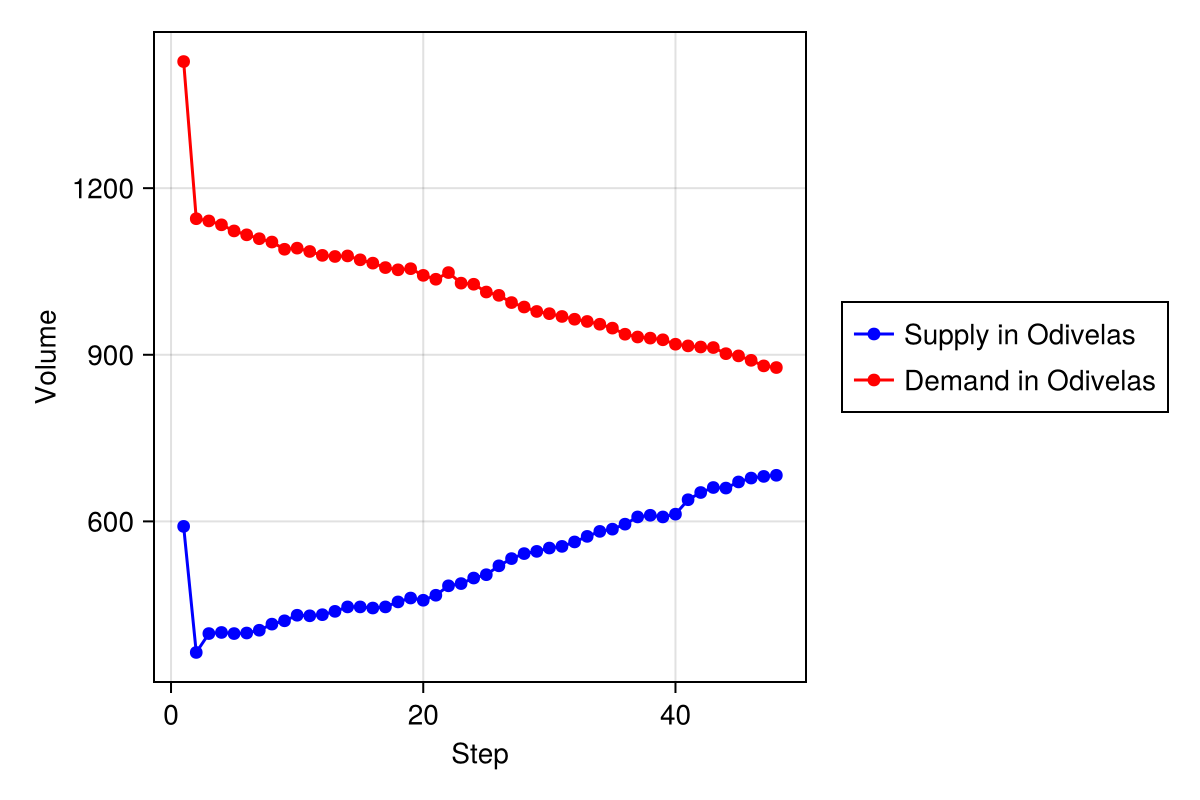 1200
900
600
Volume
0 20 40
Step
Supply in Odivelas
Demand in Odivelas